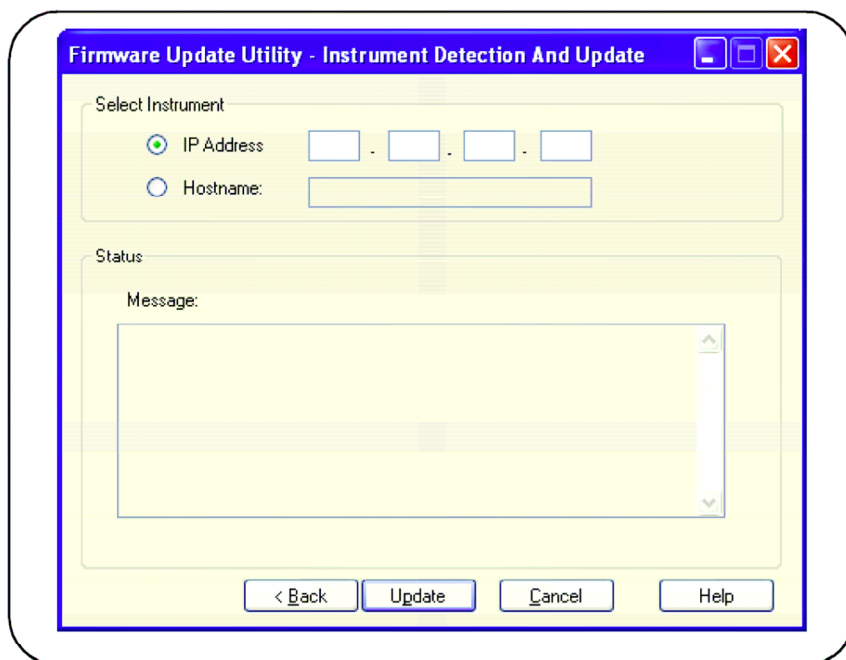 Firmware Update Utility - Instrument Detection And Update
Select Instrument
IP Address . . .
Hostname:
Status
Message:
< Back Update Cancel Help